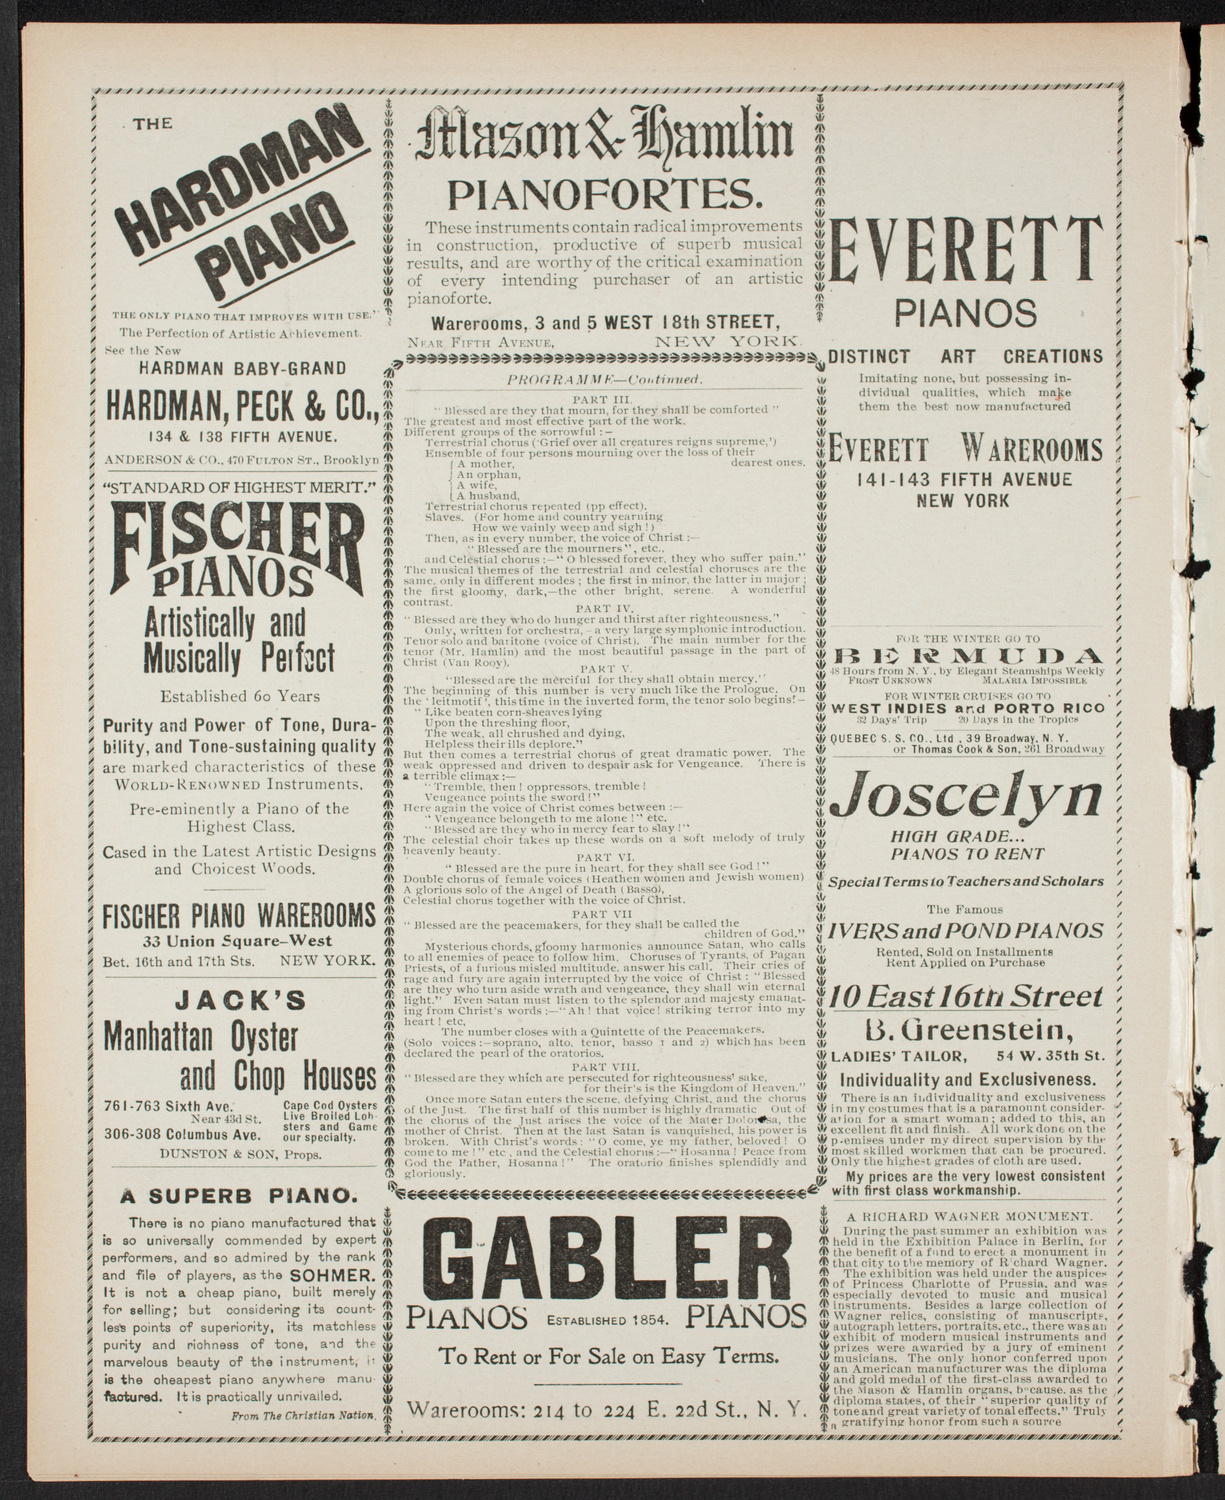 THE
HARDMAN
PIANO
THE ONLY PIANO THAT IMPROVES WITH USE."
The Perfection of Artistic Achievement.
See the New
HARDMAN BABY-GRAND
HARDMAN, PECK & CO.,
134 & 138 FIFTH AVENUE.
ANDERSON & CO., 470 FULTON ST., Brooklyn
"STANDARD OF HIGHEST MERIT."
FISCHER
PIANOS
Artistically and
Musically Perfect
Established 60 Years
Purity and Power of Tone, Dura-
bility, and Tone-sustaining quality
are marked characteristics of these
WORLD-RENOWNED Instruments.
Pre-eminently a Piano of the
Highest Class.
Cased in the Latest Artistic Designs
and Choicest Woods.
FISCHER PIANO WAREROOMS
33 Union Square–West
Bet. 16th and 17th Sts. NEW YORK.
JACK'S
Manhattan Oyster
and Chop Houses
761-763 Sixth Ave.
Near 43d St.
306-308 Columbus Ave.
Cape Cod Oysters
Live Broiled Lob-
sters and Game
our specialty.
DUNSTON & SON, Props.
A SUPERB PIANO.
There is no piano manufactured that
is so universally commended by expert
performers, and so admired by the rank
and file of players, as the SOHMER.
It is not a cheap piano, built merely
for selling; but considering its count-
less points of superiority, its matchless
purity and richness of tone, and the
marvelous beauty of the instrument, it
is the cheapest piano anywhere manu-
factured. It is practically unrivalled.
From The Christian Nation.
Mason & Hamlin
PIANOFORTES.
These instruments contain radical improvements
in construction, productive of superb musical
results, and are worthy of the critical examination
of every intending purchaser of an artistic
pianoforte.
Warerooms, 3 and 5 WEST 18th STREET,
NEAR FIFTH AVENUE, NEW YORK.
PROGRAMME—Continued.
PART III.
"Blessed are they that mourn, for they shall be comforted"
The greatest and most effective part of the work.
Different groups of the sorrowful :—
Terrestrial chorus ('Grief over all creatures reigns supreme,')
Ensemble of four persons mourning over the loss of their
dearest ones.
A mother,
An orphan,
A wife,
A husband,
Terrestrial chorus repeated (pp effect).
Slaves. (For home and country yearning
How we vainly weep and sigh !)
Then, as in every number, the voice of Christ :—
"Blessed are the mourners", etc.,
and Celestial chorus :—"O blessed forever, they who suffer pain."
The musical themes of the terrestrial and celestial choruses are the
same, only in different modes ; the first in minor, the latter in major ;
the first gloomy, dark,—the other bright, serene. A wonderful
contrast.
PART IV.
"Blessed are they who do hunger and thirst after righteousness."
Only, written for orchestra,—a very large symphonic introduction.
Tenor solo and baritone (voice of Christ). The main number for the
tenor (Mr. Hamlin) and the most beautiful passage in the part of
Christ (Van Rooy).
PART V.
"Blessed are the merciful for they shall obtain mercy."
The beginning of this number is very much like the Prologue. On
the 'leitmotif', this time in the inverted form, the tenor solo begins:—
"Like beaten corn-sheaves lying
Upon the threshing floor,
The weak, all crushed and dying,
Helpless their ills deplore."
But then comes a terrestrial chorus of great dramatic power. The
weak oppressed and driven to despair ask for Vengeance. There is
a terrible climax :—
"Tremble, then ! oppressors, tremble !
Vengeance points the sword !"
Here again the voice of Christ comes between :—
"Vengeance belongeth to me alone !" etc.
"Blessed are they who in mercy fear to slay !"
The celestial choir takes up these words on a soft melody of truly
heavenly beauty.
PART VI.
"Blessed are the pure in heart, for they shall see God !"
Double chorus of female voices (Heathen women and Jewish women)
A glorious solo of the Angel of Death (Basso),
Celestial chorus together with the voice of Christ.
PART VII
"Blessed are the peacemakers, for they shall be called the
children of God."
Mysterious chords, gloomy harmonies announce Satan, who calls
to all enemies of peace to follow him. Choruses of Tyrants, of Pagan
Priests, of a furious misled multitude, answer his call. Their cries of
rage and fury are again interrupted by the voice of Christ : "Blessed
are they who turn aside wrath and vengeance, they shall win eternal
light." Even Satan must listen to the splendor and majesty emanat-
ing from Christ's words :—"Ah ! that voice! striking terror into my
heart ! etc,
The number closes with a Quintette of the Peacemakers.
(Solo voices :—soprano, alto, tenor, basso 1 and 2) which has been
declared the pearl of the oratorios.
PART VIII.
"Blessed are they which are persecuted for righteousness' sake,
for their's is the Kingdom of Heaven."
Once more Satan enters the scene, defying Christ, and the chorus
of the Just. The first half of this number is highly dramatic Out of
the chorus of the Just arises the voice of the Mater Dolorosa, the
mother of Christ. Then at the last Satan is vanquished, his power is
broken. With Christ's words : "O come, ye my father, beloved ! O
come to me !" etc , and the Celestial chorus :—"Hosanna ! Peace from
God the Father, Hosanna !" The oratorio finishes splendidly and
gloriously.
GABLER
PIANOS ESTABLISHED 1854. PIANOS
To Rent or For Sale on Easy Terms.
Warerooms: 214 to 224 E. 22d St., N. Y.
EVERETT
PIANOS
DISTINCT ART CREATIONS
Imitating none, but possessing in-
dividual qualities, which make
them the best now manufactured
EVERETT WAREROOMS
141-143 FIFTH AVENUE
NEW YORK
FOR THE WINTER GO TO
BERMUDA
48 Hours from N. Y., by Elegant Steamships Weekly
FROST UNKNOWN MALARIA IMPOSSIBLE
FOR WINTER CRUISES GO TO
WEST INDIES and PORTO RICO
32 Days' Trip 20 Days in the Tropics
QUEBEC S. S. CO., Ltd , 39 Broadway, N. Y.
or Thomas Cook & Son, 261 Broadway
Joscelyn
HIGH GRADE...
PIANOS TO RENT
Special Terms to Teachers and Scholars
The Famous
IVERS and POND PIANOS
Rented, Sold on Installments
Rent Applied on Purchase
10 East 16th Street
B. Greenstein,
LADIES' TAILOR, 54 W. 35th St.
Individuality and Exclusiveness.
There is an individuality and exclusiveness
in my costumes that is a paramount consider-
ation for a smart woman; added to this, an
excellent fit and finish. All work done on the
premises under my direct supervision by the
most skilled workmen that can be procured.
Only the highest grades of cloth are used.
My prices are the very lowest consistent
with first class workmanship.
A RICHARD WAGNER MONUMENT.
During the past summer an exhibition was
held in the Exhibition Palace in Berlin, for
the benefit of a fund to erect a monument in
that city to the memory of Richard Wagner.
The exhibition was held under the auspices
of Princess Charlotte of Prussia, and was
especially devoted to music and musical
instruments. Besides a large collection of
Wagner relics, consisting of manuscripts,
autograph letters, portraits, etc., there was an
exhibit of modern musical instruments and
prizes were awarded by a jury of eminent
musicians. The only honor conferred upon
an American manufacturer was the diploma
and gold medal of the first-class awarded to
the Mason & Hamlin organs, because, as the
diploma states, of their "superior quality of
tone and great variety of tonal effects." Truly
a gratifying honor from such a source